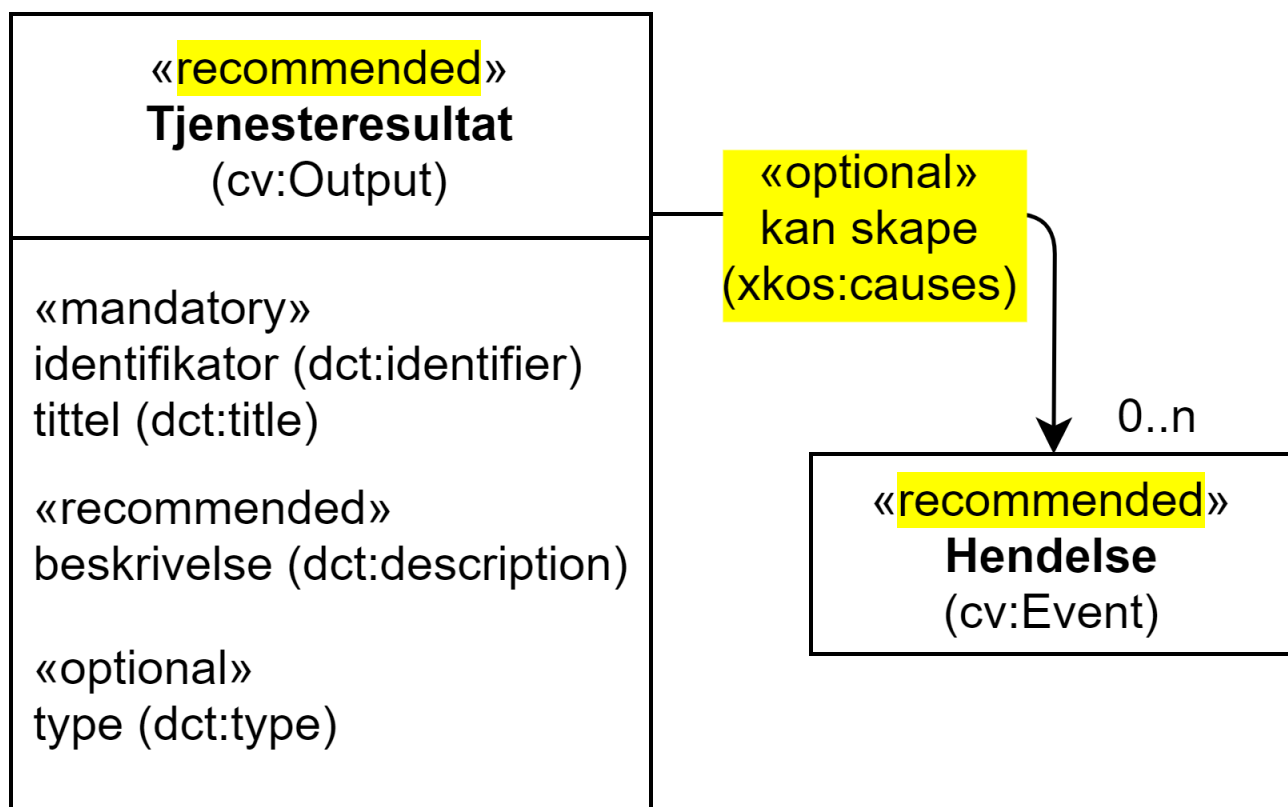 «recommended»
Tjenesteresultat
(cv:Output)
«mandatory»
identifikator (dct:identifier)
tittel (dct:title)
«recommended»
beskrivelse (dct:description)
«optional»
type (dct:type)
«optional»
kan skape
(xkos:causes)
0..n
«recommended»
Hendelse
(cv:Event)